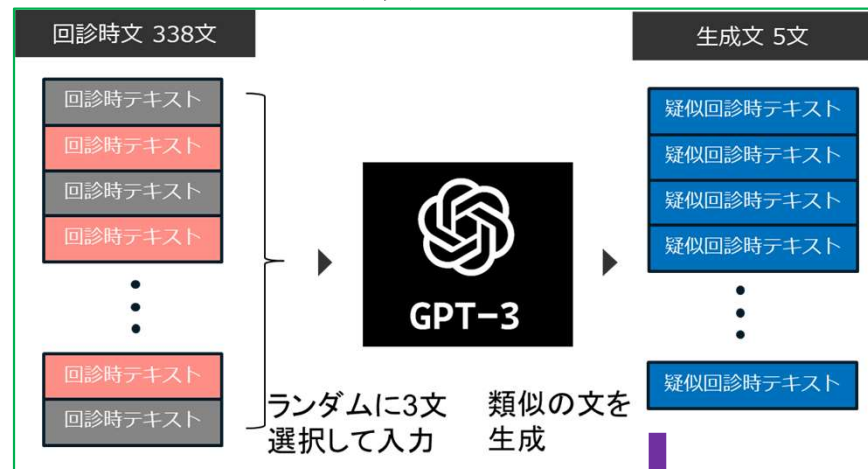 回診時文 338文
回診時テキスト
回診時テキスト
回診時テキスト
回診時テキスト
回診時テキスト
回診時テキスト
GPT-3
ランダムに3文
選択して入力
類似の文を
生成
生成文 5文
疑似回診時テキスト
疑似回診時テキスト
疑似回診時テキスト
疑似回診時テキスト
疑似回診時テキスト